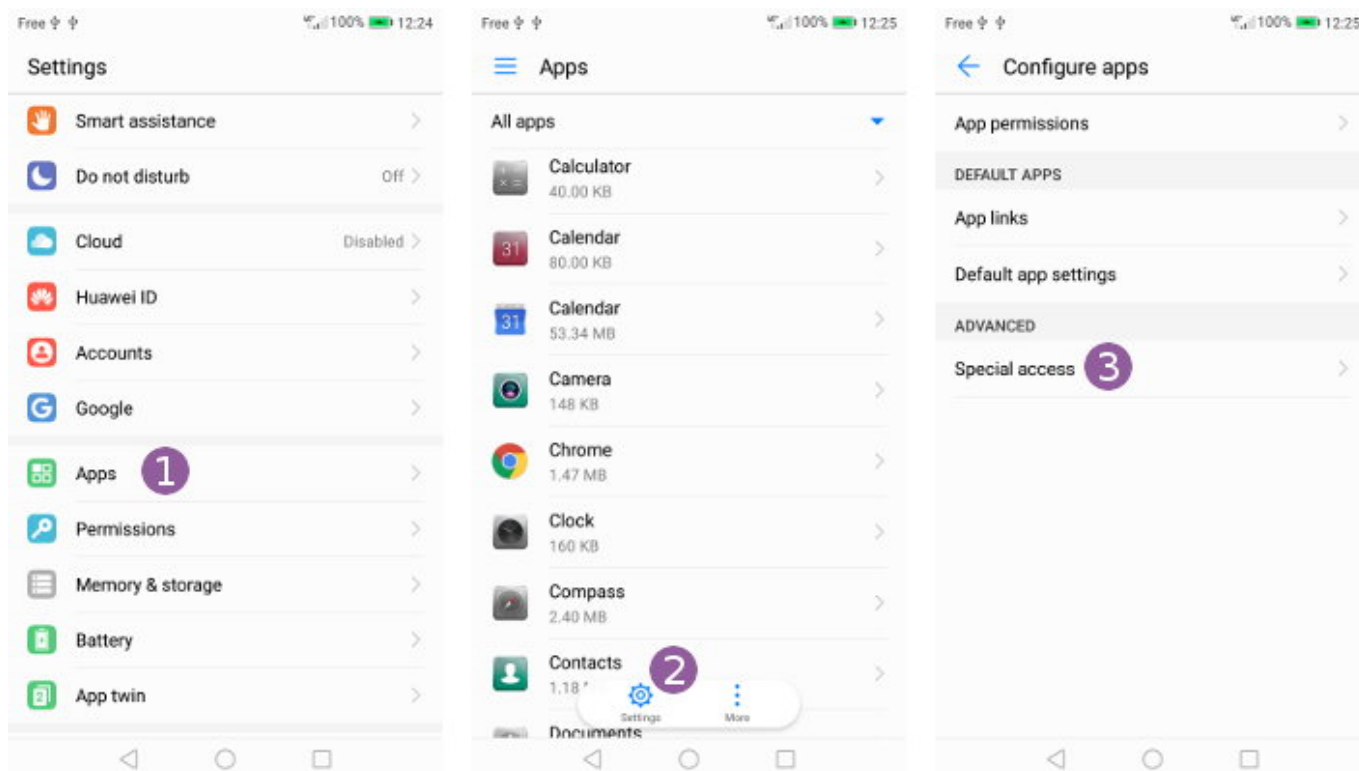 Free 100% 12:24
Settings
Smart assistance
Do not disturb Off
Cloud Disabled
Huawei ID
Accounts
Google
Apps 1
Permissions
Memory & storage
Battery
App twin
Free 100% 12:25
Apps
All apps
Calculator
40.00 KB
31 Calendar
80.00 KB
31 Calendar
53.34 MB
Camera
148 KB
Chrome
1.47 MB
Clock
160 KB
Compass
2.40 MB
Contacts 2
1.18
Settings More
Documents
Free 100% 12:25
Configure apps
App permissions
DEFAULT APPS
App links
Default app settings
ADVANCED
Special access 3